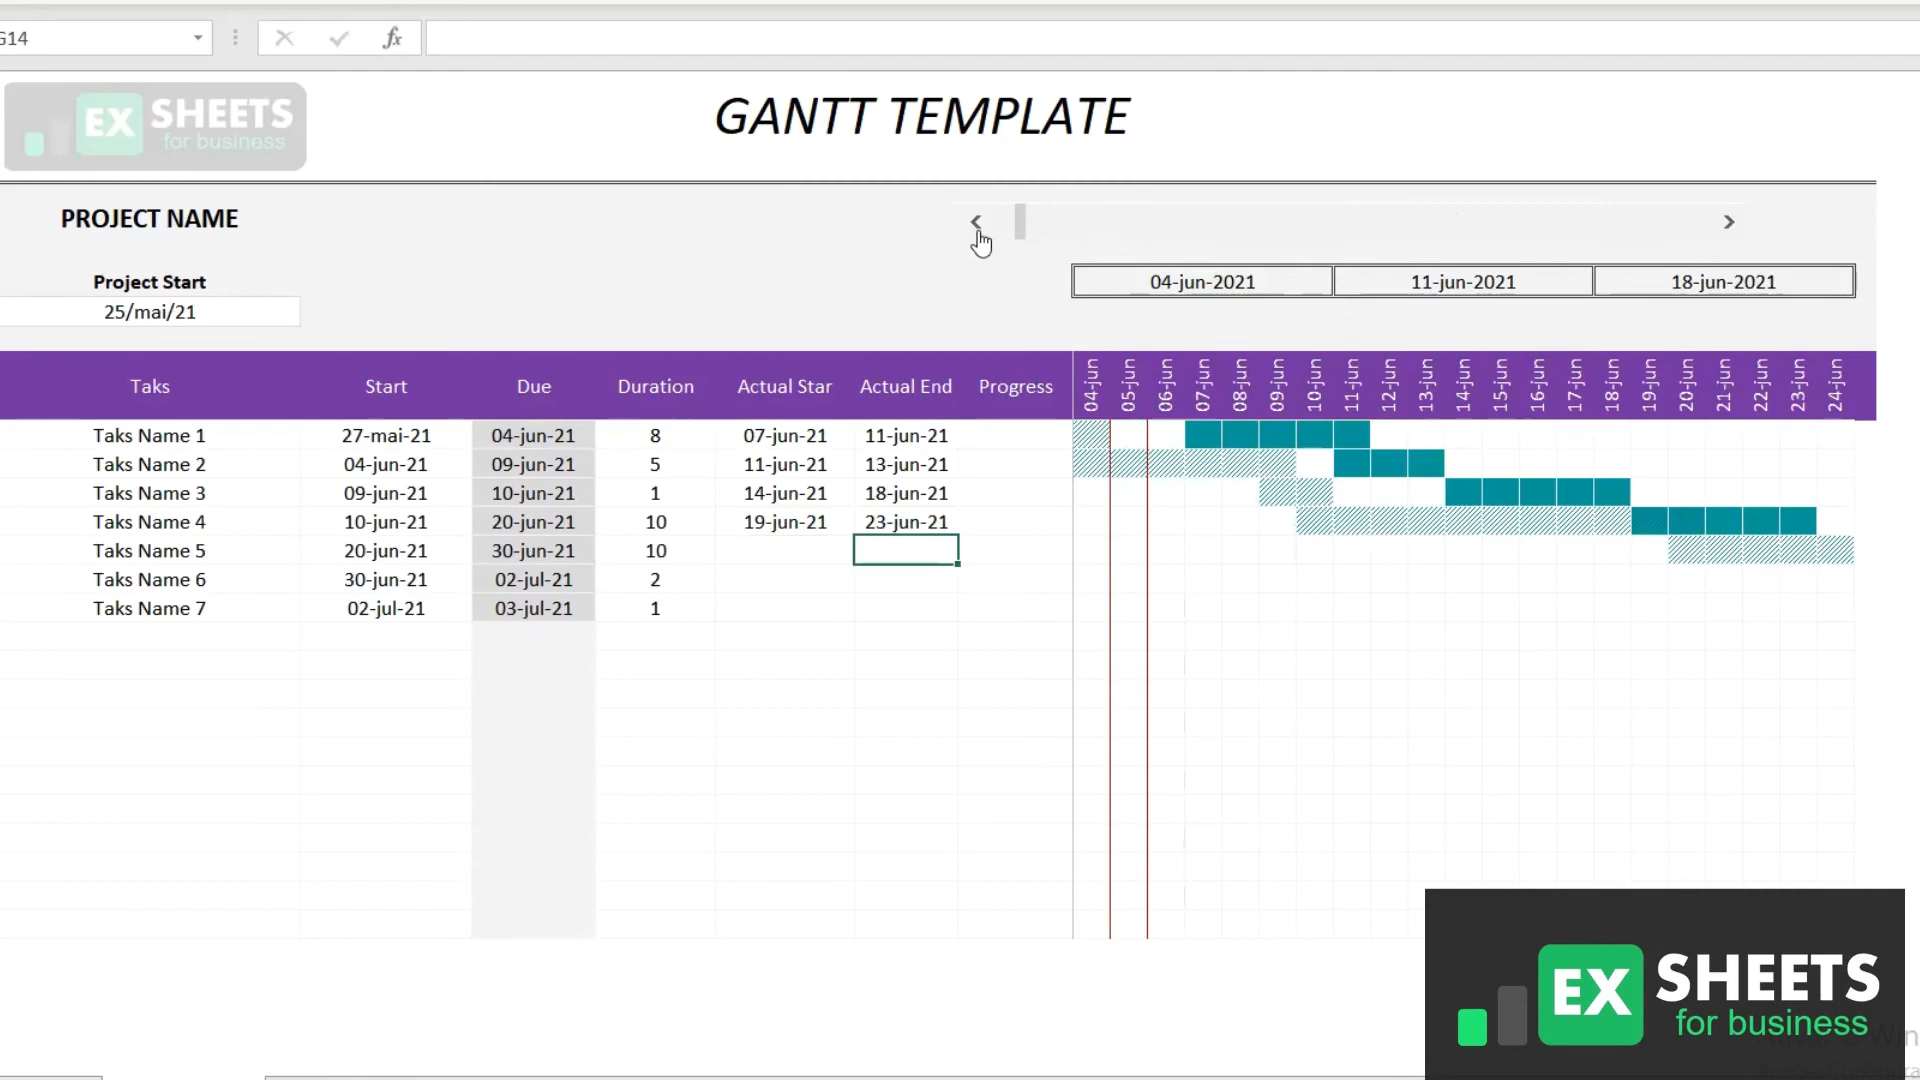 G14
fx
EX SHEETS
for business
GANTT TEMPLATE
PROJECT NAME
Project Start
25/mai/21
04-jun-2021 11-jun-2021 18-jun-2021
Taks Start Due Duration Actual Star Actual End Progress 04-jun 05-jun 06-jun 07-jun 08-jun 09-jun 10-jun 11-jun 12-jun 13-jun 14-jun 15-jun 16-jun 17-jun 18-jun 19-jun 20-jun 21-jun 22-jun 23-jun 24-jun
Taks Name 1 27-mai-21 04-jun-21 8 07-jun-21 11-jun-21
Taks Name 2 04-jun-21 09-jun-21 5 11-jun-21 13-jun-21
Taks Name 3 09-jun-21 10-jun-21 1 14-jun-21 18-jun-21
Taks Name 4 10-jun-21 20-jun-21 10 19-jun-21 23-jun-21
Taks Name 5 20-jun-21 30-jun-21 10
Taks Name 6 30-jun-21 02-jul-21 2
Taks Name 7 02-jul-21 03-jul-21 1
EX SHEETS
for business